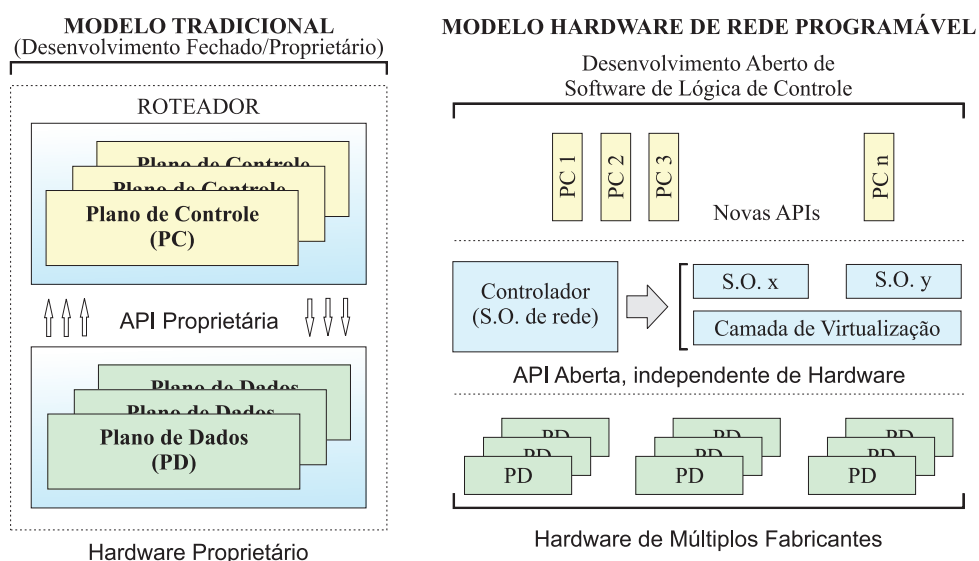 MODELO TRADICIONAL
(Desenvolvimento Fechado/Proprietário)
ROTEADOR
Plano de Controle
Plano de Controle
Plano de Controle
(PC)
API Proprietária
Plano de Dados
Plano de Dados
Plano de Dados
(PD)
Hardware Proprietário
MODELO HARDWARE DE REDE PROGRAMÁVEL
Desenvolvimento Aberto de
Software de Lógica de Controle
PC 1
PC 2
PC 3
PC n
Novas APIs
Controlador
(S.O. de rede)
S.O. x
S.O. y
Camada de Virtualização
API Aberta, independente de Hardware
PD
PD
PD
PD
PD
PD
PD
PD
PD
Hardware de Múltiplos Fabricantes